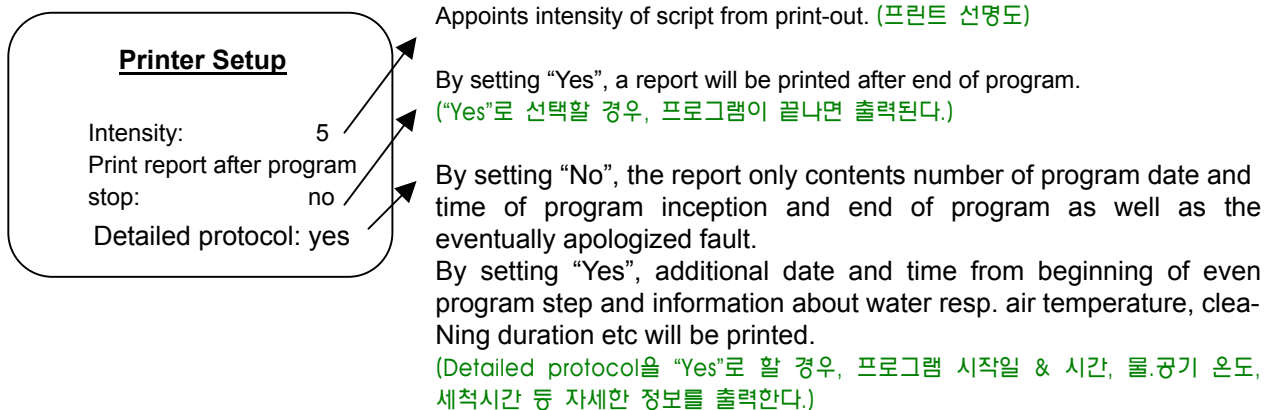 Printer Setup
Intensity: 5
Print report after program
stop: no
Detailed protocol: yes
Appoints intensity of script from print-out. (프린트 선명도)
By setting “Yes”, a report will be printed after end of program.
(“Yes”로 선택할 경우, 프로그램이 끝나면 출력된다.)
By setting “No”, the report only contents number of program date and
time of program inception and end of program as well as the
eventually apologized fault.
By setting “Yes”, additional date and time from beginning of even
program step and information about water resp. air temperature, clea-
Ning duration etc will be printed.
(Detailed protocol을 “Yes”로 할 경우, 프로그램 시작일 & 시간, 물.공기 온도,
세척시간 등 자세한 정보를 출력한다.)